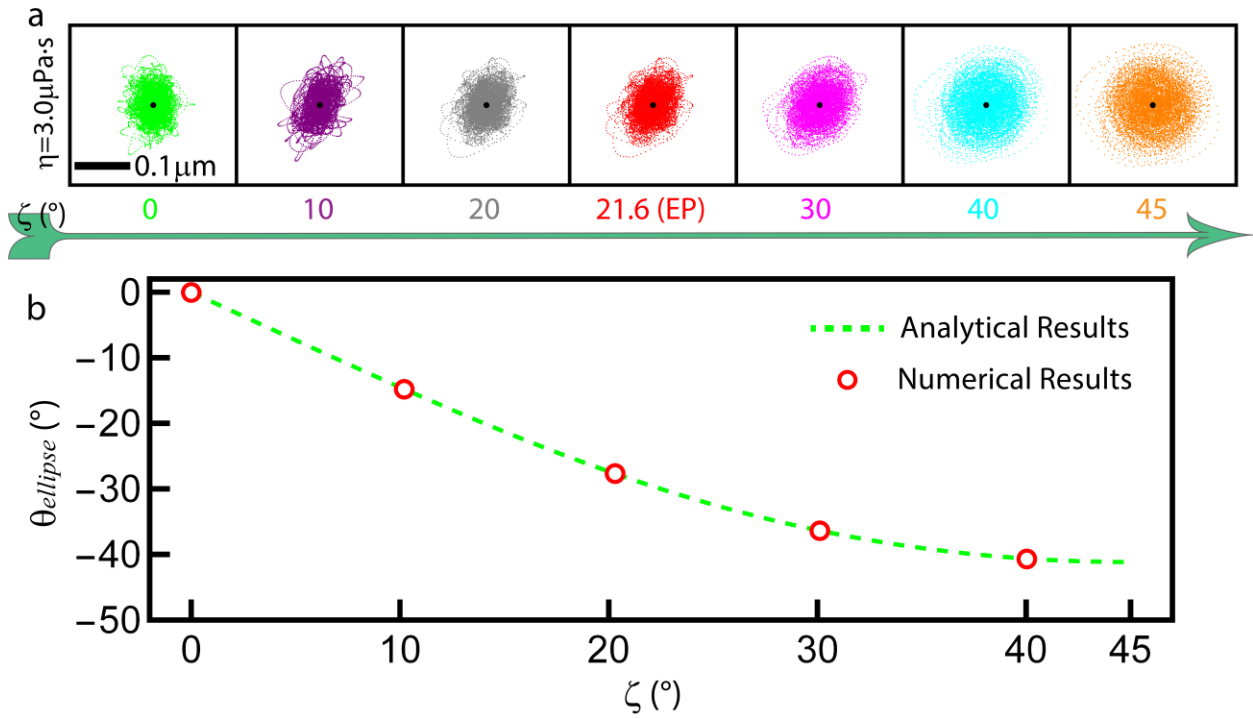 a
η=3.0μPa·s
0.1μm
ζ (°)
0 10 20 21.6 (EP) 30 40 45
b
0
−10
−20
−30
−40
−50
θellipse (°)
Analytical Results
Numerical Results
0 10 20 30 40 45
ζ (°)